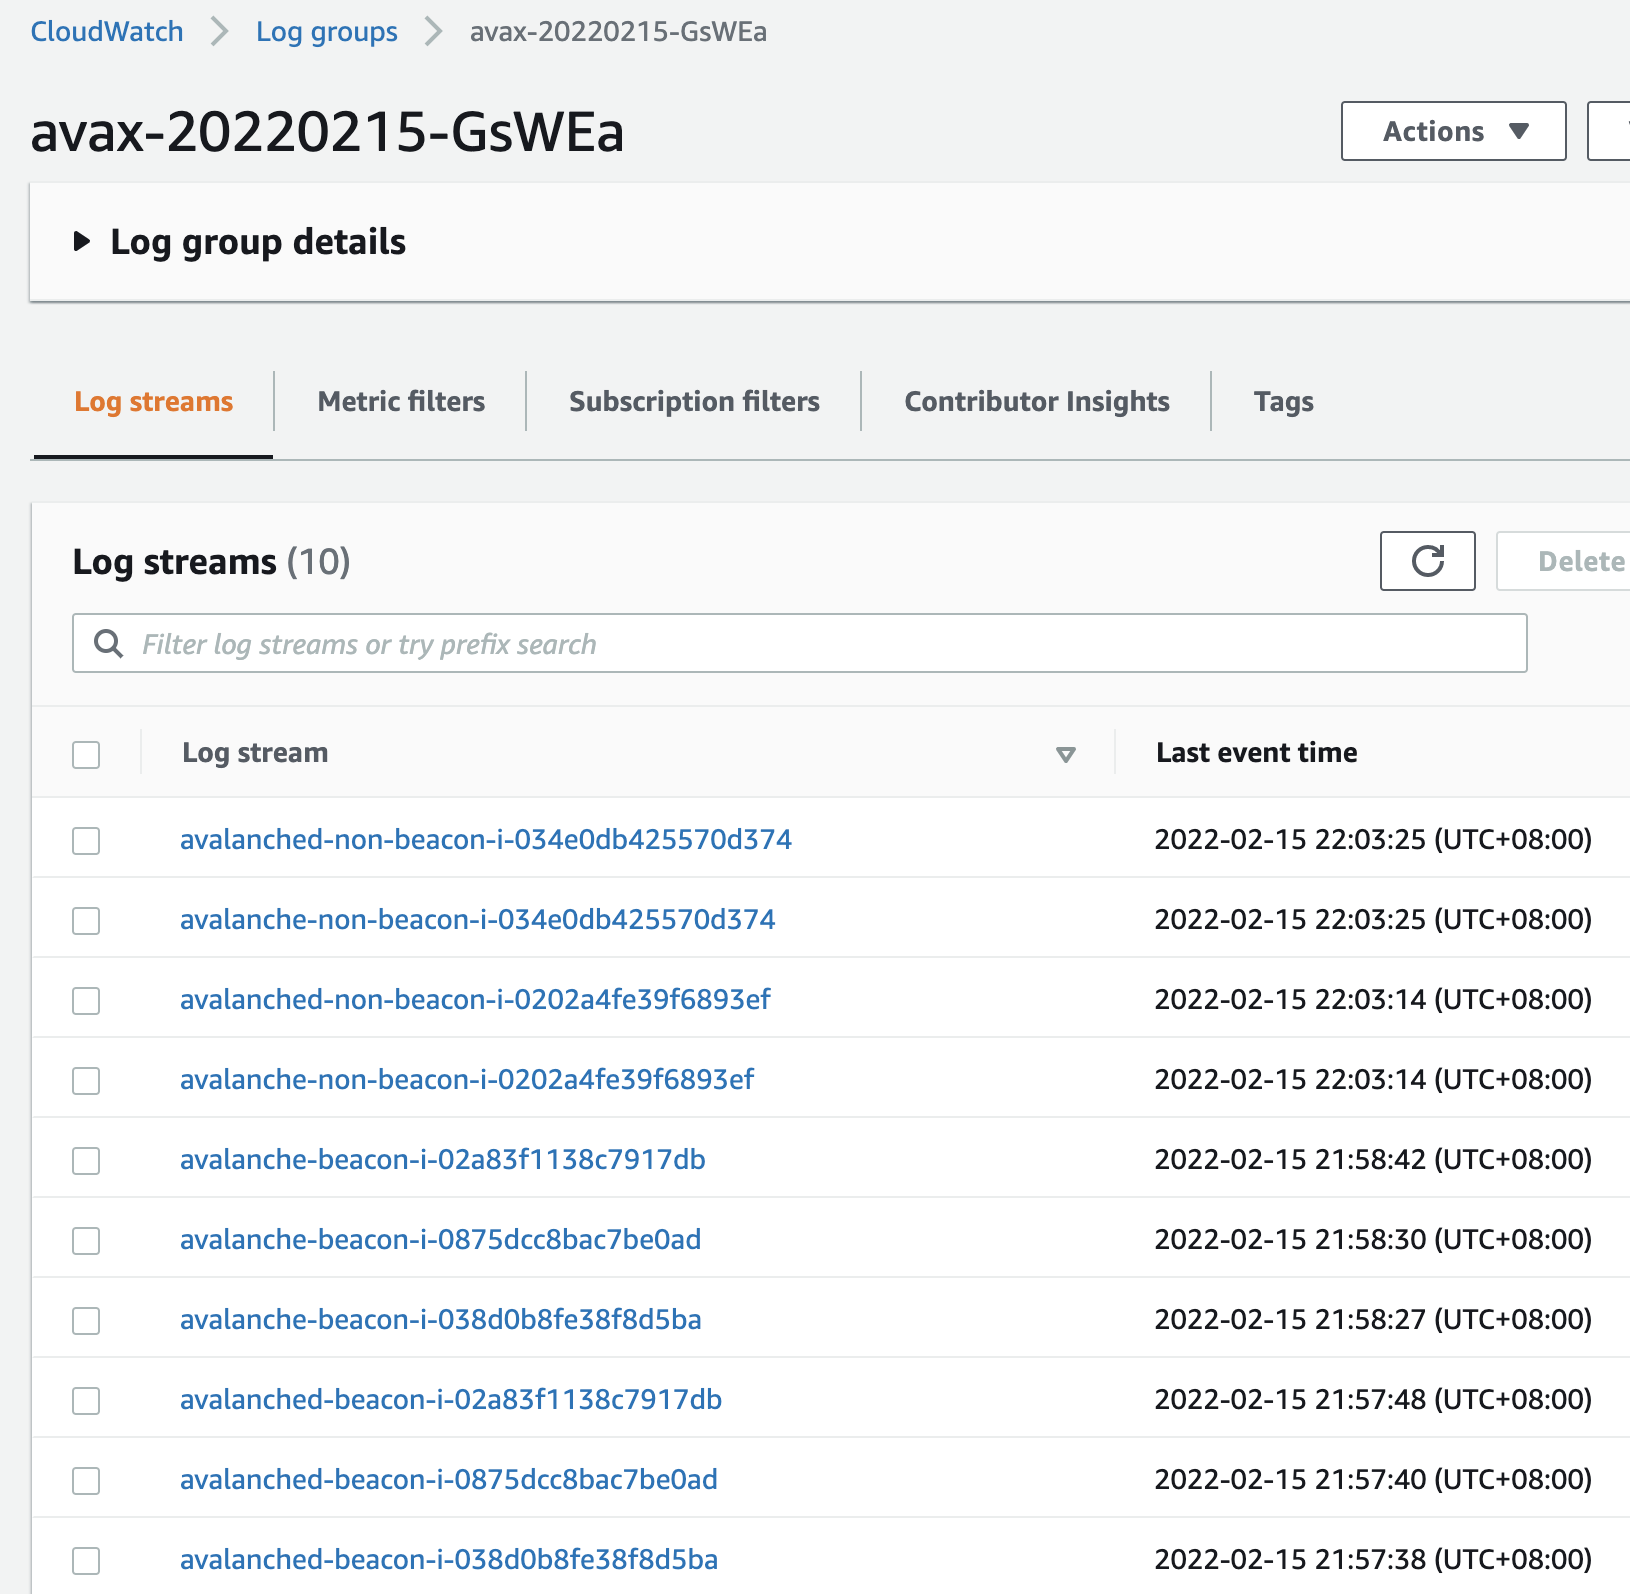 CloudWatch > Log groups > avax-20220215-GsWEa
avax-20220215-GsWEa
Actions ▼
▶ Log group details
Log streams
Metric filters
Subscription filters
Contributor Insights
Tags
Log streams (10)
Delete
Filter log streams or try prefix search
Log stream
Last event time
avalanched-non-beacon-i-034e0db425570d374 2022-02-15 22:03:25 (UTC+08:00)
avalanche-non-beacon-i-034e0db425570d374 2022-02-15 22:03:25 (UTC+08:00)
avalanched-non-beacon-i-0202a4fe39f6893ef 2022-02-15 22:03:14 (UTC+08:00)
avalanche-non-beacon-i-0202a4fe39f6893ef 2022-02-15 22:03:14 (UTC+08:00)
avalanche-beacon-i-02a83f1138c7917db 2022-02-15 21:58:42 (UTC+08:00)
avalanche-beacon-i-0875dcc8bac7be0ad 2022-02-15 21:58:30 (UTC+08:00)
avalanche-beacon-i-038d0b8fe38f8d5ba 2022-02-15 21:58:27 (UTC+08:00)
avalanched-beacon-i-02a83f1138c7917db 2022-02-15 21:57:48 (UTC+08:00)
avalanched-beacon-i-0875dcc8bac7be0ad 2022-02-15 21:57:40 (UTC+08:00)
avalanched-beacon-i-038d0b8fe38f8d5ba 2022-02-15 21:57:38 (UTC+08:00)